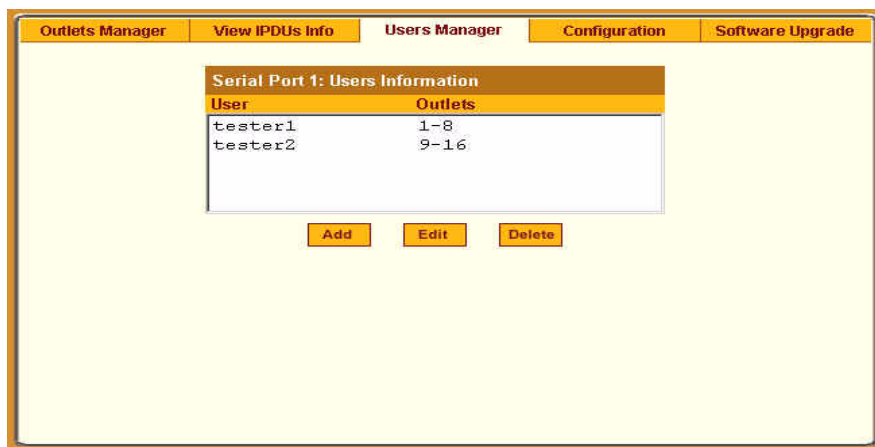 Outlets Manager View IPDUs Info Users Manager Configuration Software Upgrade
Serial Port 1: Users Information
User Outlets
tester1 1-8
tester2 9-16
Add Edit Delete